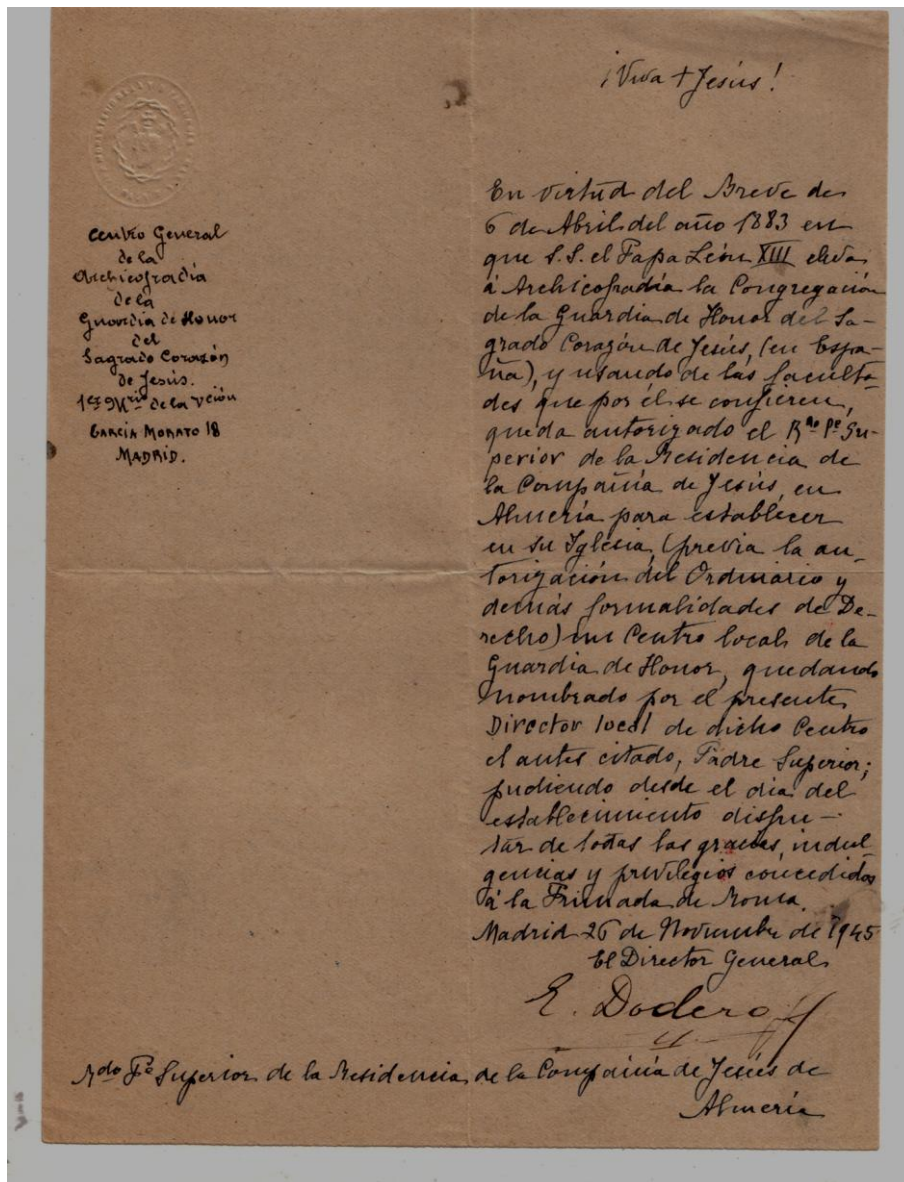 ¡Viva + Jesús!
Centro General
de la
Archicofradía
de la
Guardia de Honor
del
Sagrado Corazón
de Jesús.
1er Mrio de la Vción
GARCÍA MORATO 18
MADRID.
En virtud del Breve de
6 de Abril del año 1883 en
que S.S. el Papa León XIII eleva
á Archicofradía la Congregación
de la Guardia de Honor del Sa-
grado Corazón de Jesús, (en Espa-
ña), y usando de las faculta-
des que por él se confieren,
queda autorizado el Rdo Pe Su-
perior de la Residencia de
la Compañía de Jesús, en
Almería para establecer
en su Iglesia, (previa la au-
torización del Ordinario y
demás formalidades de De-
recho) un Centro local de la
Guardia de Honor, quedando
nombrado por el presente
Director local de dicho Centro
el antes citado, Padre Superior;
pudiendo desde el día del
establecimiento disfru-
tar de todas las gracias, indul-
gencias y privilegios concedidos
á la Primada de Roma.
Madrid 26 de Noviembre de 1945
El Director General
E. Dodero
Rdo Pe Superior de la Residencia de la Compañía de Jesús de
Almería